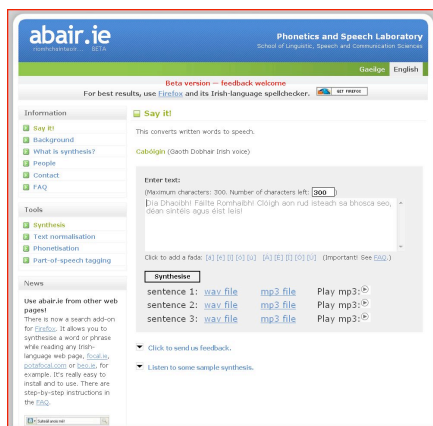 abair.ie
ríomhchaintaoir... BETA
Phonetics and Speech Laboratory
School of Linguistic, Speech and Communication Sciences
Gaeilge English
Beta version — feedback welcome
For best results, use Firefox and its Irish-language spellchecker. GET FIREFOX
Information
Say it!
Background
What is synthesis?
People
Contact
FAQ
Tools
Synthesis
Text normalisation
Phonetisation
Part-of-speech tagging
News
Use abair.ie from other web
pages!
There is now a search add-on
for Firefox. It allows you to
synthesise a word or phrase
while reading any Irish-
language web page, focal.ie,
potafocal.com or beo.ie, for
example. It's really easy to
install and to use. There are
step-by-step instructions in
the FAQ.
Say it!
This converts written words to speech.
Cabóigín (Gaoth Dobhair Irish voice)
Enter text:
(Maximum characters: 300. Number of characters left: 300)
Dia Dhaoibh! Fáilte Romhaibh! Clóigh aon rud isteach sa bhosca seo,
déan sintéis agus éist leis!
Click to add a fada: [á] [é] [í] [ó] [ú] [Á] [É] [Í] [Ó] [Ú] (Important! See FAQ.)
Synthesise
sentence 1: wav file mp3 file Play mp3:
sentence 2: wav file mp3 file Play mp3:
sentence 3: wav file mp3 file Play mp3:
Click to send us feedback.
Listen to some sample synthesis.